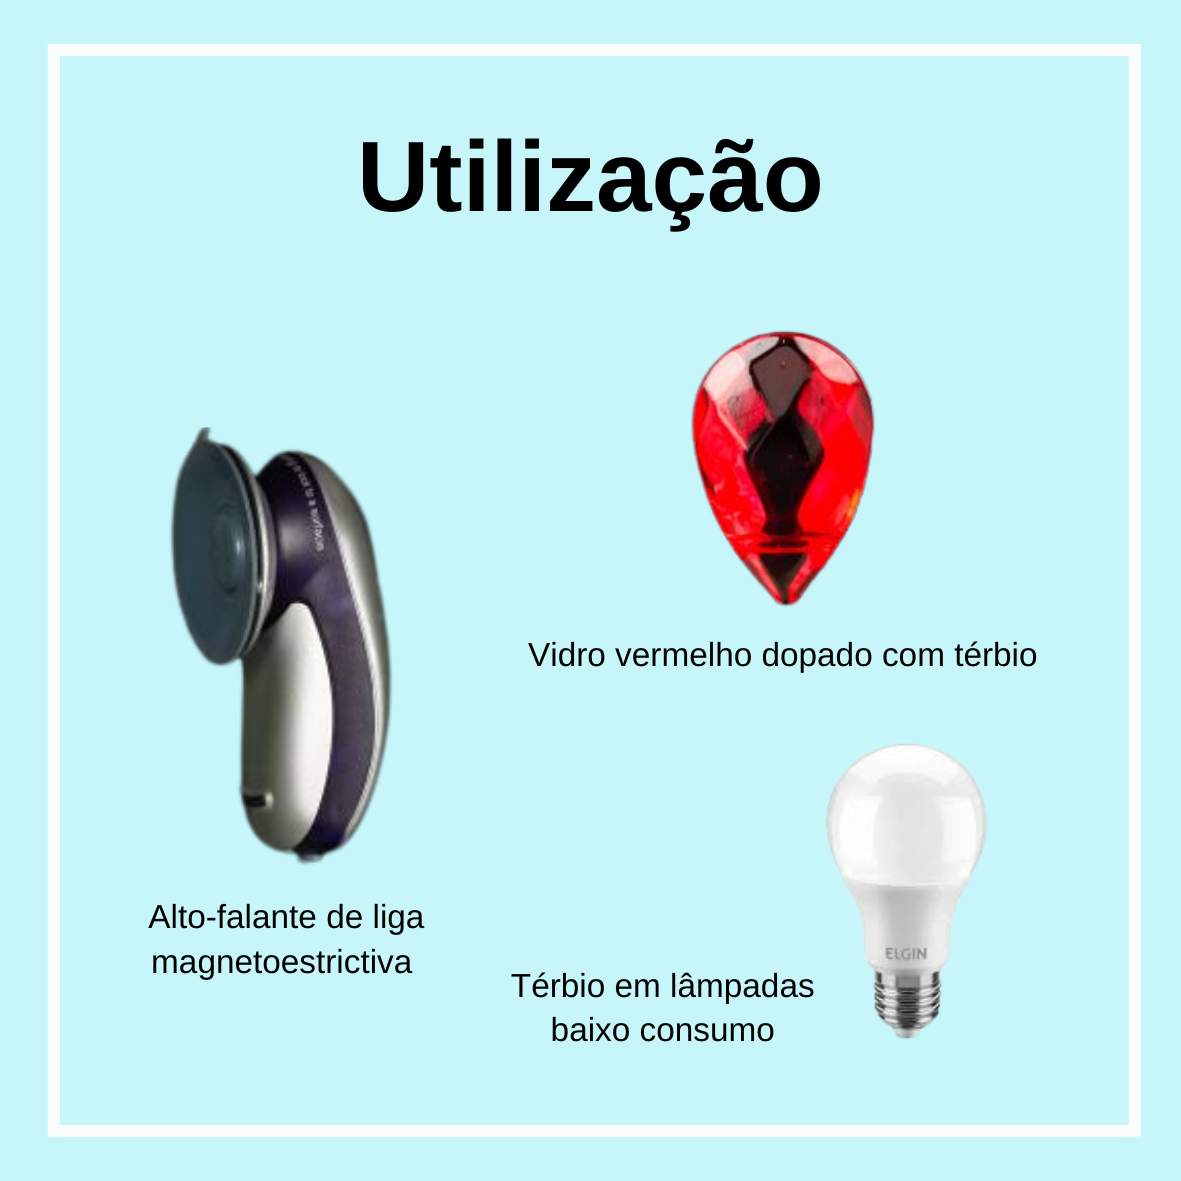 Utilização
Vidro vermelho dopado com térbio
Alto-falante de liga
magnetoestrictiva
ELGIN
Térbio em lâmpadas
baixo consumo